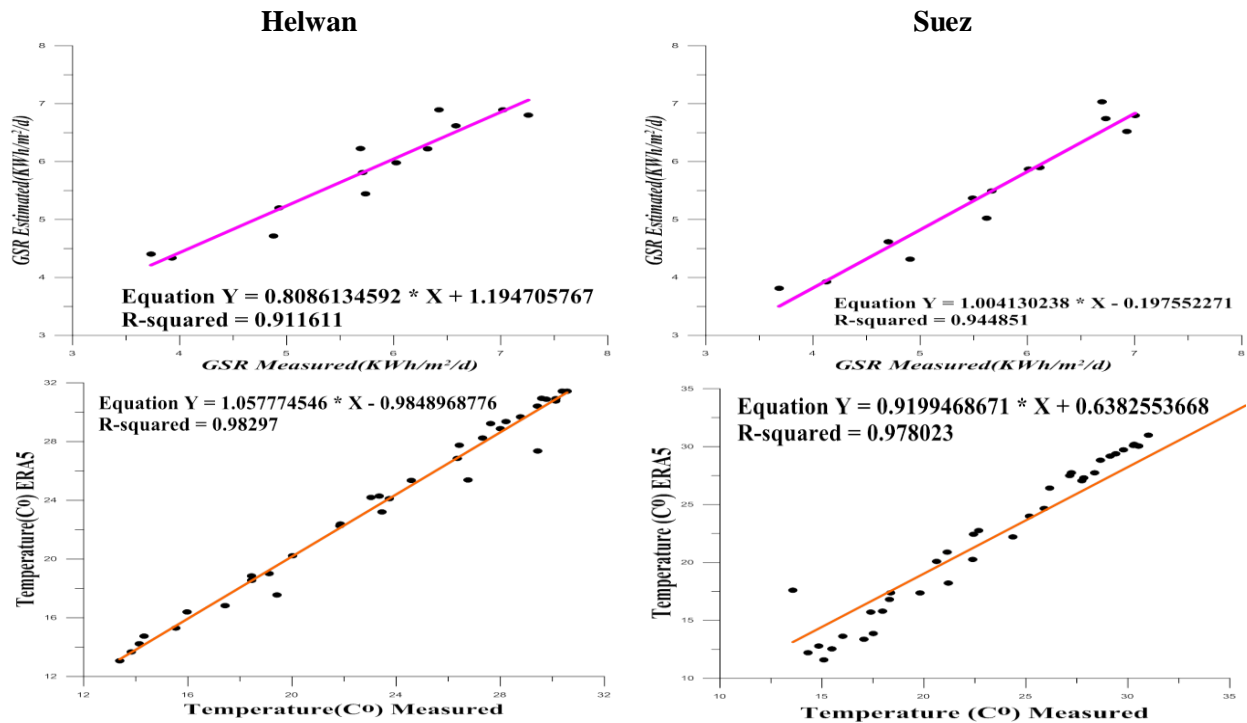 Helwan
Suez
8
7
6
5
4
3
GSR Estimated(KWh/m²/d)
Equation Y = 0.8086134592 * X + 1.194705767
R-squared = 0.911611
3 4 5 6 7 8
GSR Measured(KWh/m²/d)
8
7
6
5
4
3
GSR Estimated(KWh/m²/d)
Equation Y = 1.004130238 * X - 0.197552271
R-squared = 0.944851
3 4 5 6 7 8
GSR Measured(KWh/m²/d)
32
28
24
20
16
12
Temperature(C⁰) ERA5
Equation Y = 1.057774546 * X - 0.9848968776
R-squared = 0.98297
12 16 20 24 28 32
Temperature(C⁰) Measured
35
30
25
20
15
10
Temperature (C⁰) ERA5
Equation Y = 0.9199468671 * X + 0.6382553668
R-squared = 0.978023
10 15 20 25 30 35
Temperature (C⁰) Measured